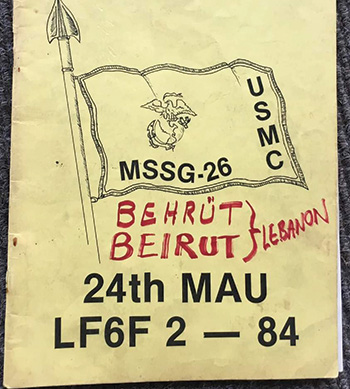 USMC
MSSG-26
BEHRÜT
BEIRUT } LEBANON
24th MAU
LF6F 2 — 84